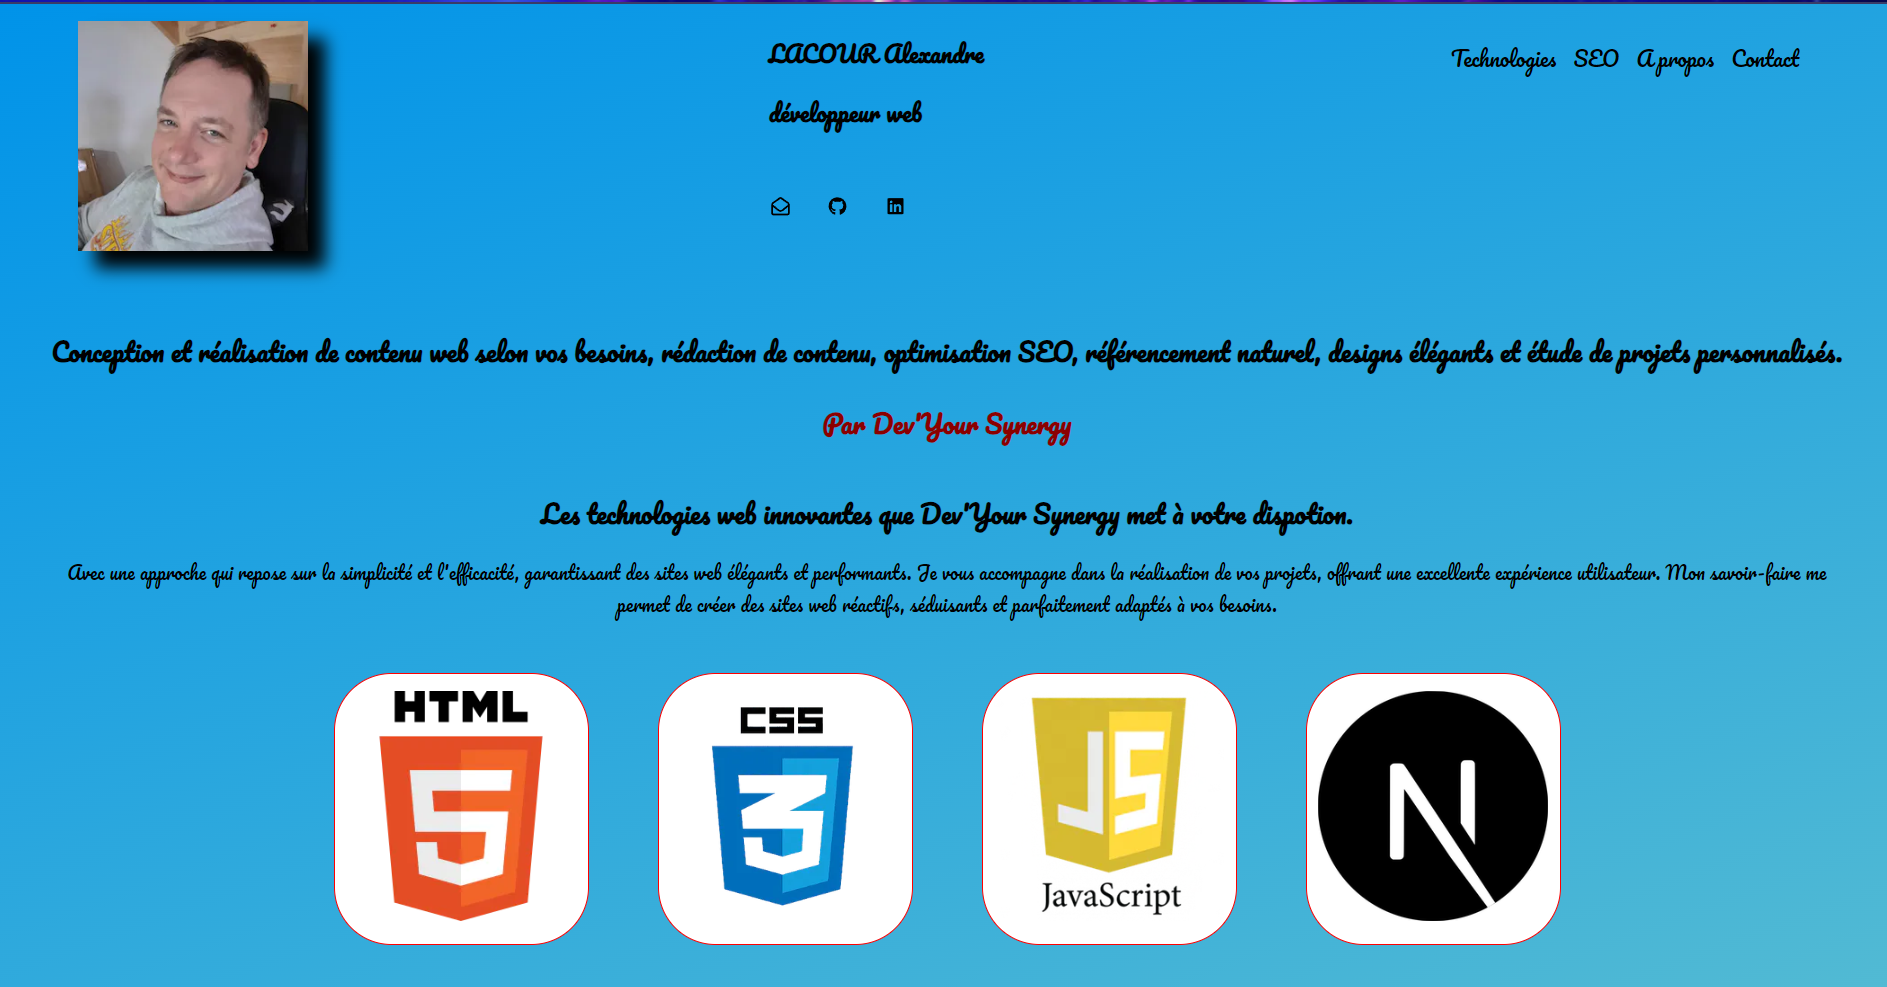 LACOUR Alexandre
développeur web
Technologies SEO A propos Contact
Conception et réalisation de contenu web selon vos besoins, rédaction de contenu, optimisation SEO, référencement naturel, designs élégants et étude de projets personnalisés.
Par Dev'Your Synergy
Les technologies web innovantes que Dev'Your Synergy met à votre dispotion.
Avec une approche qui repose sur la simplicité et l'efficacité, garantissant des sites web élégants et performants. Je vous accompagne dans la réalisation de vos projets, offrant une excellente expérience utilisateur. Mon savoir-faire me
permet de créer des sites web réactifs, séduisants et parfaitement adaptés à vos besoins.
HTML
5
CSS
3
JS
JavaScript
N